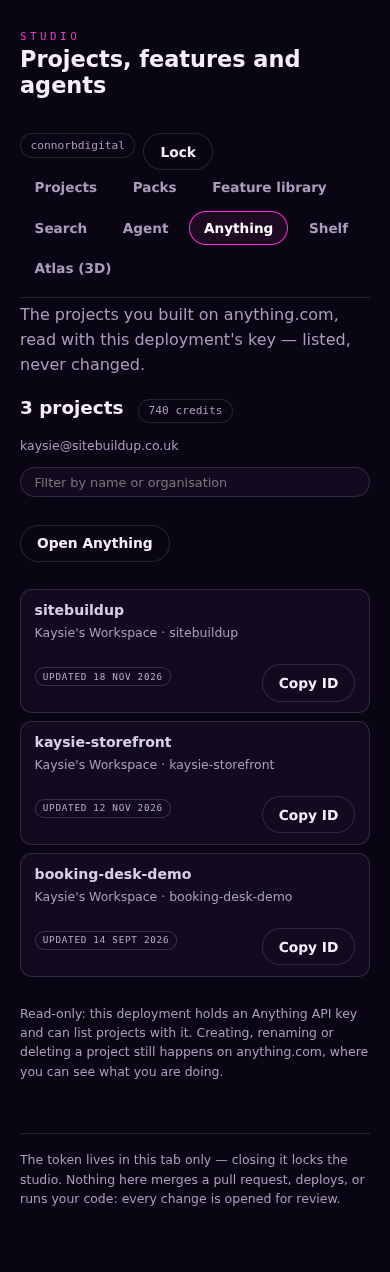 STUDIO
Projects, features and
agents
connorbdigital
Lock
Projects
Packs
Feature library
Search
Agent
Anything
Shelf
Atlas (3D)
The projects you built on anything.com,
read with this deployment's key — listed,
never changed.
3 projects
740 credits
kaysie@sitebuildup.co.uk
Filter by name or organisation
Open Anything
sitebuildup
Kaysie's Workspace · sitebuildup
UPDATED 18 NOV 2026
Copy ID
kaysie-storefront
Kaysie's Workspace · kaysie-storefront
UPDATED 12 NOV 2026
Copy ID
booking-desk-demo
Kaysie's Workspace · booking-desk-demo
UPDATED 14 SEPT 2026
Copy ID
Read-only: this deployment holds an Anything API key
and can list projects with it. Creating, renaming or
deleting a project still happens on anything.com, where
you can see what you are doing.
The token lives in this tab only — closing it locks the
studio. Nothing here merges a pull request, deploys, or
runs your code: every change is opened for review.